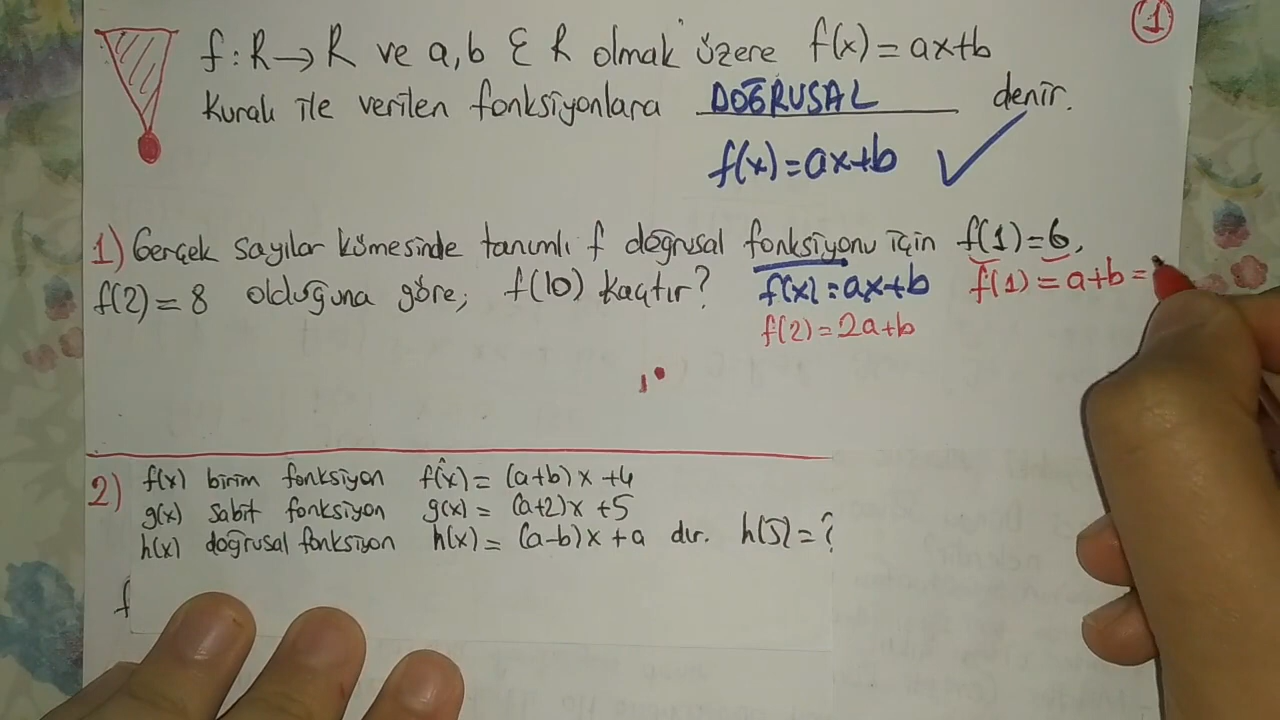 1
f:R→R ve a,b ∈ R olmak üzere f(x)=ax+b
kuralı ile verilen fonksiyonlara DOĞRUSAL denir.
f(x)=ax+b ✓
1) Gerçek sayılar kümesinde tanımlı f doğrusal fonksiyonu için f(1)=6,
f(2)=8 olduğuna göre, f(10) kaçtır? f(x)=ax+b f(1)=a+b=
f(2)=2a+b
2) f(x) birim fonksiyon f(x)=(a+b)x+4
g(x) sabit fonksiyon g(x)=(a+2)x+5
h(x) doğrusal fonksiyon h(x)=(a-b)x+a dır. h(5)=?
f